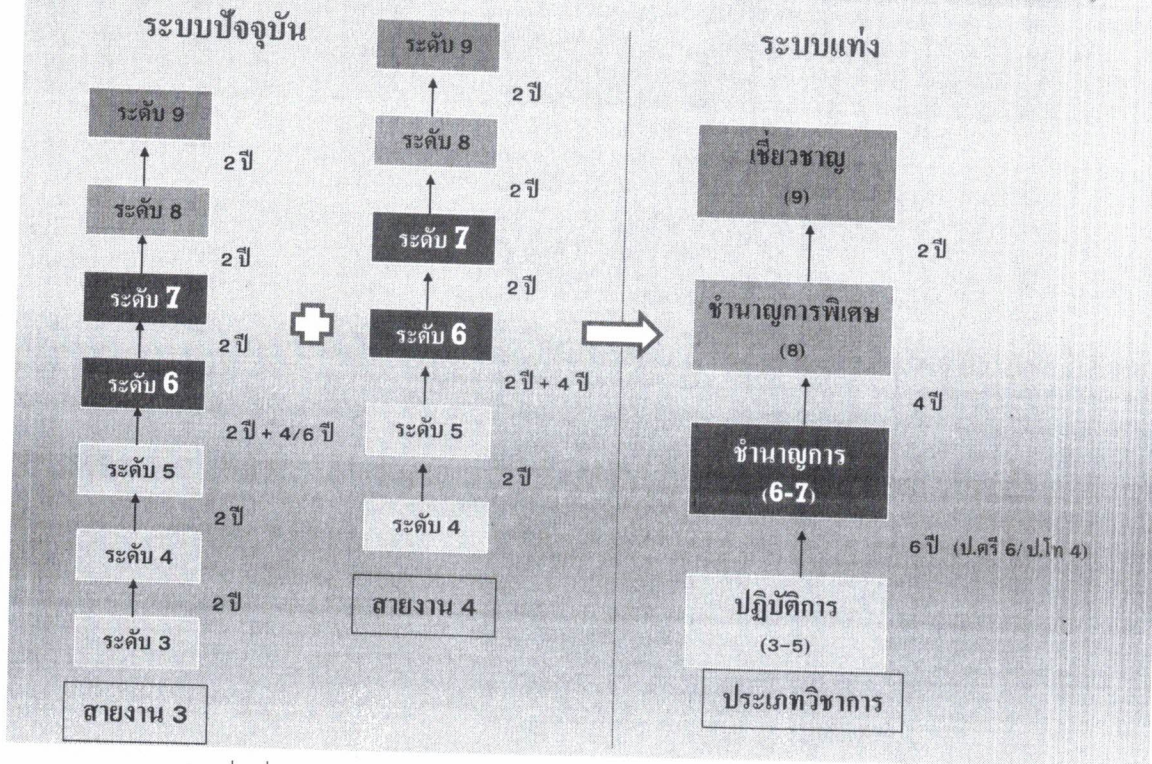 ระบบปัจจุบัน
ระดับ 9
2 ปี
ระดับ 8
2 ปี
ระดับ 7
2 ปี
ระดับ 6
2 ปี + 4/6 ปี
ระดับ 5
2 ปี
ระดับ 4
2 ปี
ระดับ 3
สายงาน 3
ระดับ 9
2 ปี
ระดับ 8
2 ปี
ระดับ 7
2 ปี
ระดับ 6
2 ปี + 4 ปี
ระดับ 5
2 ปี
ระดับ 4
สายงาน 4
ระบบแท่ง
เชี่ยวชาญ
(9)
2 ปี
ชำนาญการพิเศษ
(8)
4 ปี
ชำนาญการ
(6-7)
6 ปี (ป.ตรี 6/ ป.โท 4)
ปฏิบัติการ
(3-5)
ประเภทวิชาการ